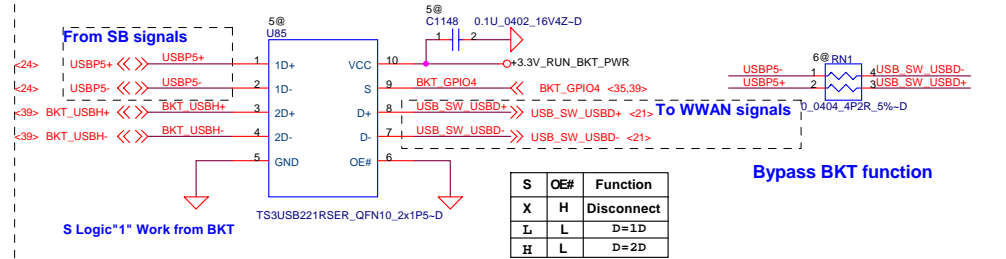 5@
U85
5@
C1148 0.1U_0402_16V4Z~D
1 2
From SB signals
+3.3V_RUN_BKT_PWR
6@ RN1
<24> USBP5+ USBP5+ 1 1D+ VCC 10
<24> USBP5- USBP5- 2 1D- S 9 BKT_GPIO4 BKT_GPIO4 <35,39>
<39> BKT_USBH+ BKT_USBH+ 3 2D+ D+ 8 USB_SW_USBD+ USB_SW_USBD+ <21>
<39> BKT_USBH- BKT_USBH- 4 2D- D- 7 USB_SW_USBD- USB_SW_USBD- <21>
5 GND OE# 6
To WWAN signals
USBP5- 1 4 USB_SW_USBD-
USBP5+ 2 3 USB_SW_USBD+
0_0404_4P2R_5%~D
Bypass BKT function
TS3USB221RSER_QFN10_2x1P5~D
S Logic"1" Work from BKT
S OE# Function
X H Disconnect
L L D=1D
H L D=2D